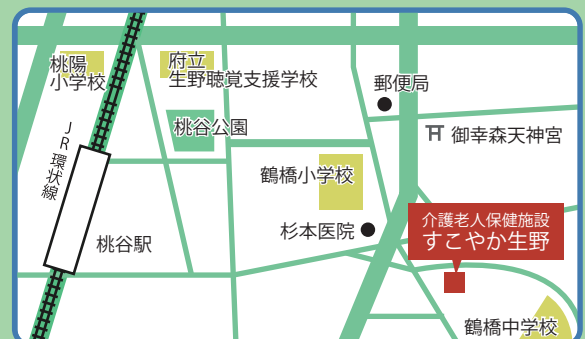 桃陽
小学校
府立
生野聴覚支援学校
郵便局
桃谷公園
御幸森天神宮
JR環状線
鶴橋小学校
介護老人保健施設
すこやか生野
杉本医院
桃谷駅
鶴橋中学校